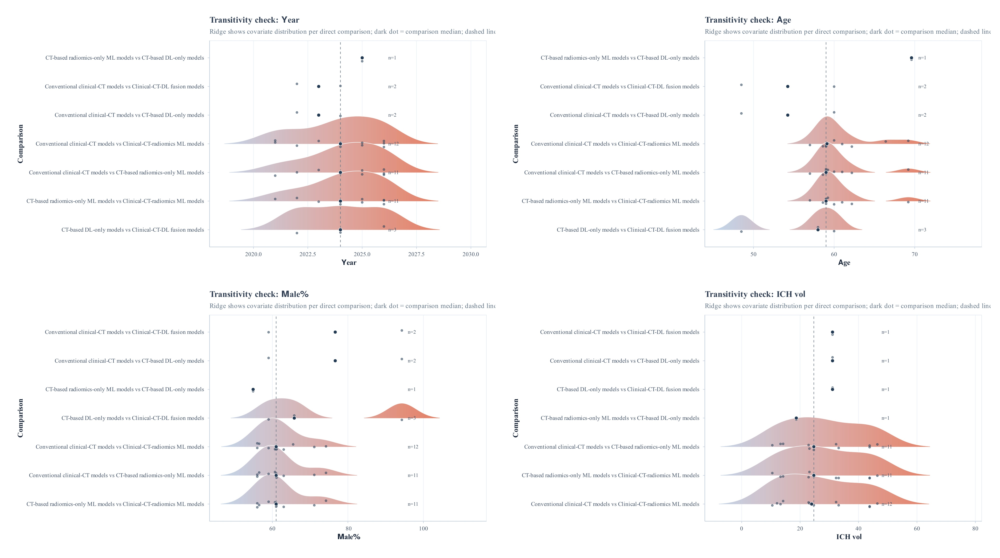 Transitivity check: Year
Ridge shows covariate distribution per direct comparison; dark dot = comparison median; dashed line
Comparison
CT-based radiomics-only ML models vs CT-based DL-only models
n=1
Conventional clinical-CT models vs Clinical-CT-DL fusion models
n=2
Conventional clinical-CT models vs CT-based DL-only models
n=2
Conventional clinical-CT models vs Clinical-CT-radiomics ML models
n=12
Conventional clinical-CT models vs CT-based radiomics-only ML models
n=11
CT-based radiomics-only ML models vs Clinical-CT-radiomics ML models
n=11
CT-based DL-only models vs Clinical-CT-DL fusion models
n=3
2020.0 2022.5 2025.0 2027.5 2030.0
Year
Transitivity check: Age
Ridge shows covariate distribution per direct comparison; dark dot = comparison median; dashed line
Comparison
CT-based radiomics-only ML models vs CT-based DL-only models
n=1
Conventional clinical-CT models vs Clinical-CT-DL fusion models
n=2
Conventional clinical-CT models vs CT-based DL-only models
n=2
Conventional clinical-CT models vs Clinical-CT-radiomics ML models
n=12
Conventional clinical-CT models vs CT-based radiomics-only ML models
n=11
CT-based radiomics-only ML models vs Clinical-CT-radiomics ML models
n=11
CT-based DL-only models vs Clinical-CT-DL fusion models
n=3
50 60 70
Age
Transitivity check: Male%
Ridge shows covariate distribution per direct comparison; dark dot = comparison median; dashed line
Comparison
Conventional clinical-CT models vs Clinical-CT-DL fusion models
n=2
Conventional clinical-CT models vs CT-based DL-only models
n=2
CT-based radiomics-only ML models vs CT-based DL-only models
n=1
CT-based DL-only models vs Clinical-CT-DL fusion models
n=3
Conventional clinical-CT models vs Clinical-CT-radiomics ML models
n=12
Conventional clinical-CT models vs CT-based radiomics-only ML models
n=11
CT-based radiomics-only ML models vs Clinical-CT-radiomics ML models
n=11
60 80 100
Male%
Transitivity check: ICH vol
Ridge shows covariate distribution per direct comparison; dark dot = comparison median; dashed line
Comparison
Conventional clinical-CT models vs Clinical-CT-DL fusion models
n=1
Conventional clinical-CT models vs CT-based DL-only models
n=1
CT-based DL-only models vs Clinical-CT-DL fusion models
n=1
CT-based radiomics-only ML models vs CT-based DL-only models
n=1
Conventional clinical-CT models vs CT-based radiomics-only ML models
n=11
CT-based radiomics-only ML models vs Clinical-CT-radiomics ML models
n=11
Conventional clinical-CT models vs Clinical-CT-radiomics ML models
n=12
0 20 40 60 80
ICH vol